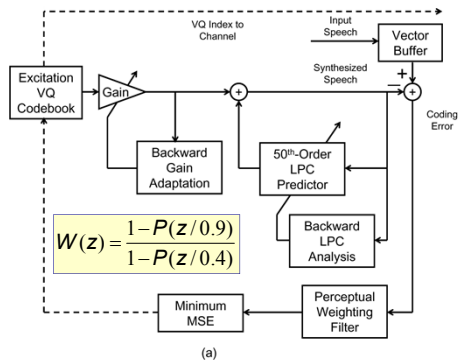 VQ Index to
Channel
Input
Speech
Vector
Buffer
Synthesized
Speech
+
−
Excitation
VQ
Codebook
Gain
+
+
Coding
Error
Backward
Gain
Adaptation
50th-Order
LPC
Predictor
Backward
LPC
Analysis
W(z) = (1−P(z/0.9))/(1−P(z/0.4))
Minimum
MSE
Perceptual
Weighting
Filter
(a)